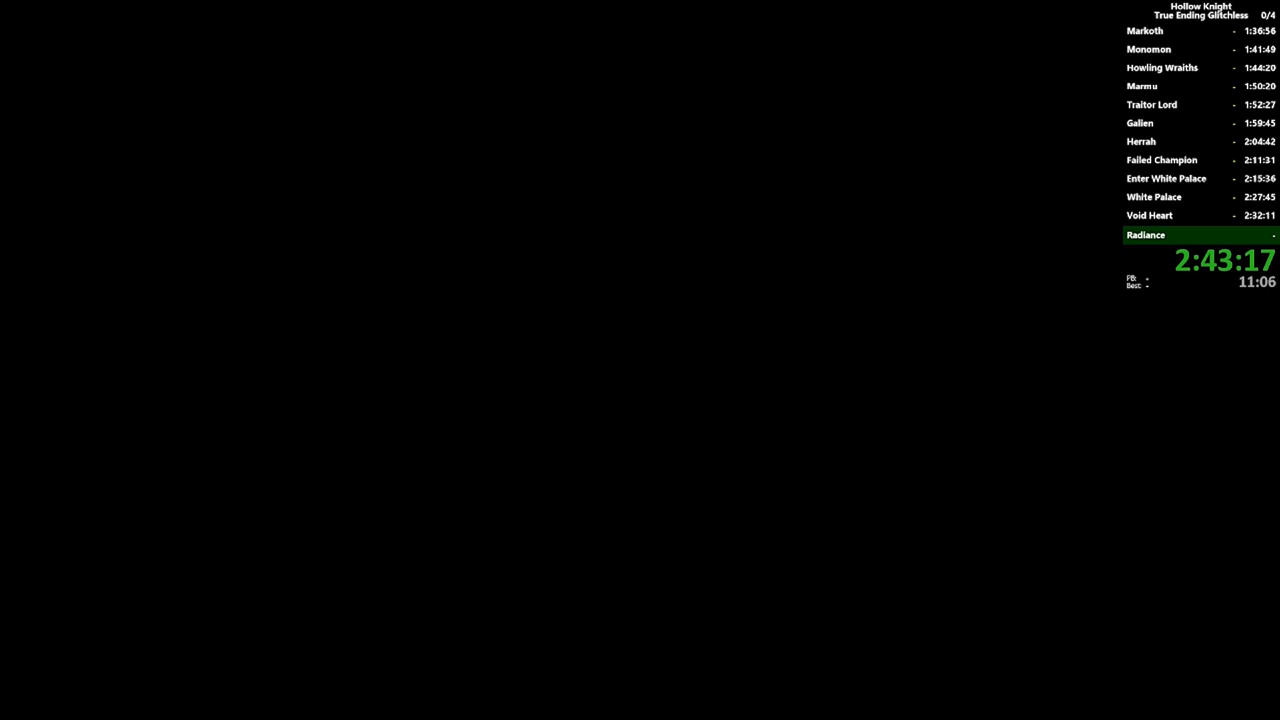 Hollow Knight
True Ending Glitchless 0/4
Markoth - 1:36:56
Monomon - 1:41:49
Howling Wraiths - 1:44:20
Marmu - 1:50:20
Traitor Lord - 1:52:27
Galien - 1:59:45
Herrah - 2:04:42
Failed Champion - 2:11:31
Enter White Palace - 2:15:36
White Palace - 2:27:45
Void Heart - 2:32:11
Radiance -
2:43:17
PB: -
Best: -
11:06